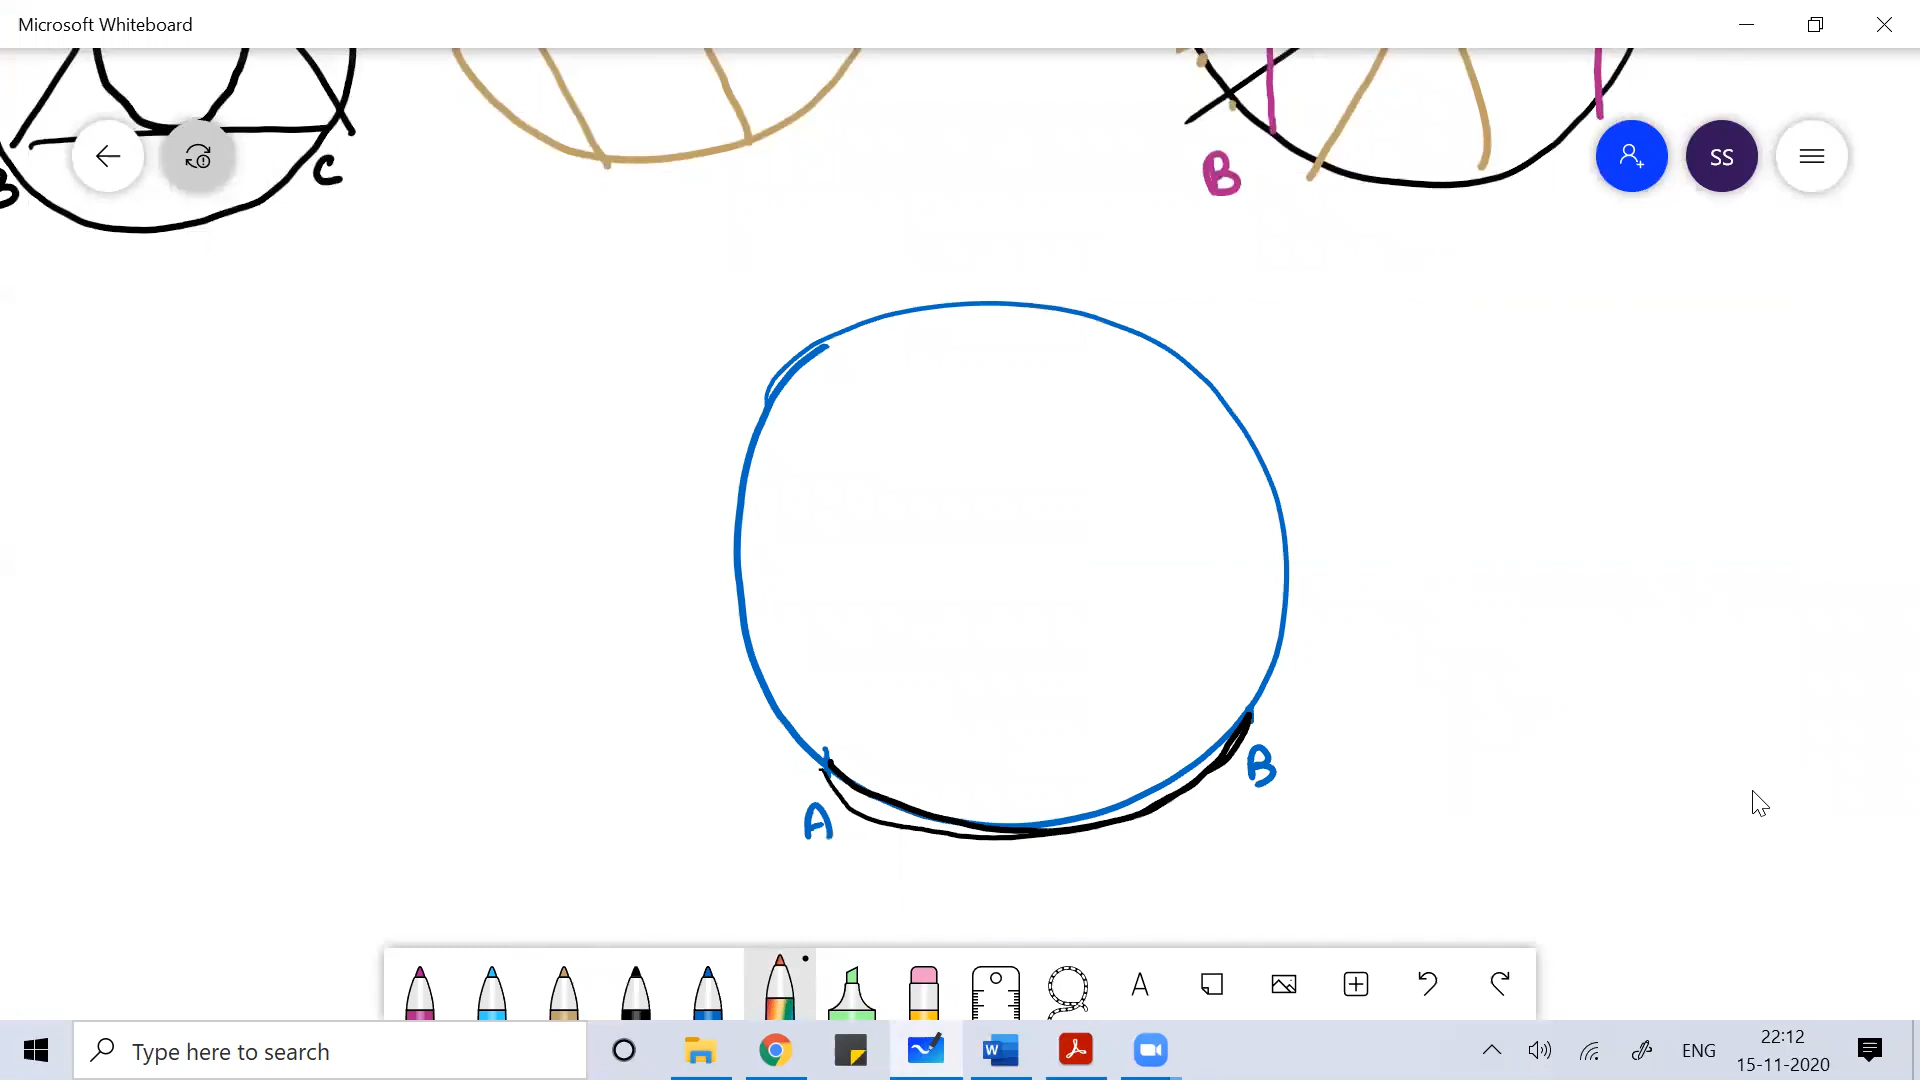 Microsoft Whiteboard
B
C
B
SS
A
B
A
Type here to search
W
ENG
22:12
15-11-2020